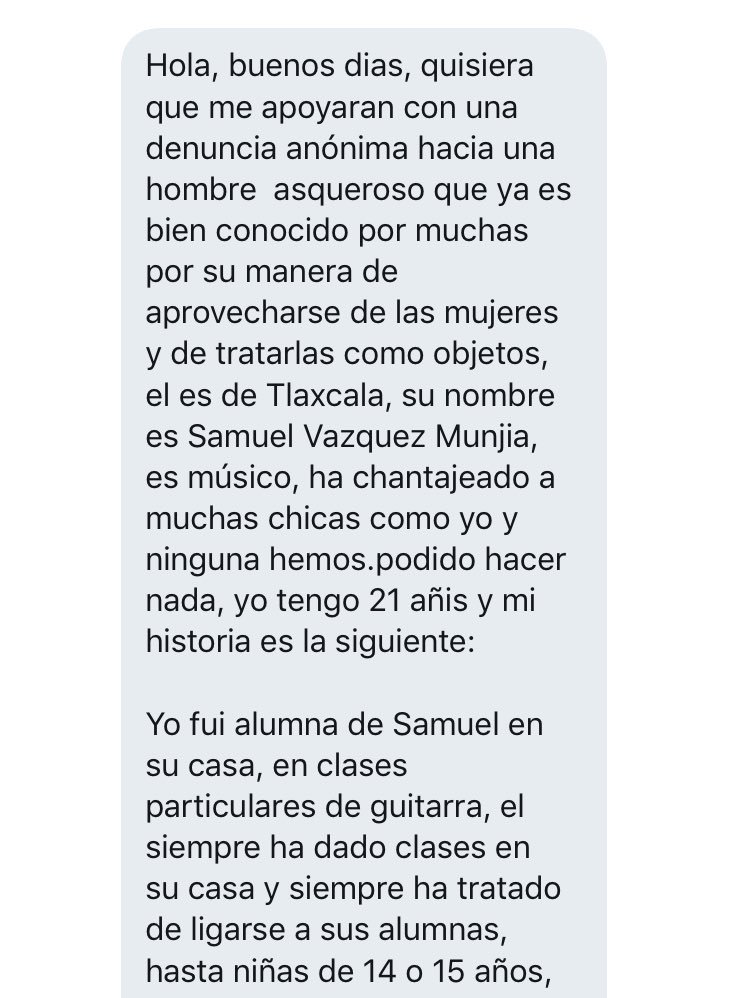 Hola, buenos dias, quisiera
que me apoyaran con una
denuncia anónima hacia una
hombre  asqueroso que ya es
bien conocido por muchas
por su manera de
aprovecharse de las mujeres
y de tratarlas como objetos,
el es de Tlaxcala, su nombre
es Samuel Vazquez Munjia,
es músico, ha chantajeado a
muchas chicas como yo y
ninguna hemos.podido hacer
nada, yo tengo 21 añis y mi
historia es la siguiente:

Yo fui alumna de Samuel en
su casa, en clases
particulares de guitarra, el
siempre ha dado clases en
su casa y siempre ha tratado
de ligarse a sus alumnas,
hasta niñas de 14 o 15 años,